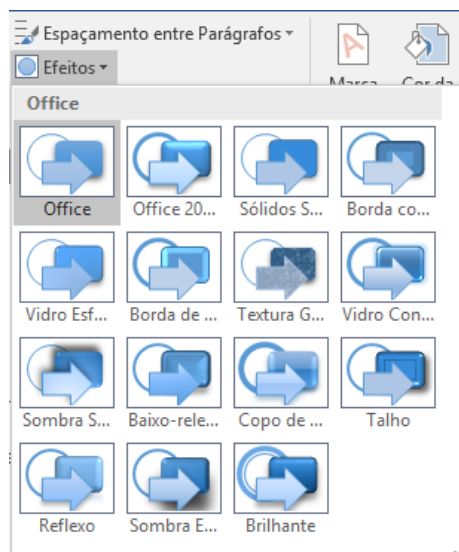 Espaçamento entre Parágrafos
Efeitos
Marca Cor da
Office
Office Office 20... Sólidos S... Borda co...
Vidro Esf... Borda de ... Textura G... Vidro Con...
Sombra S... Baixo-rele... Copo de ... Talho
Reflexo Sombra E... Brilhante